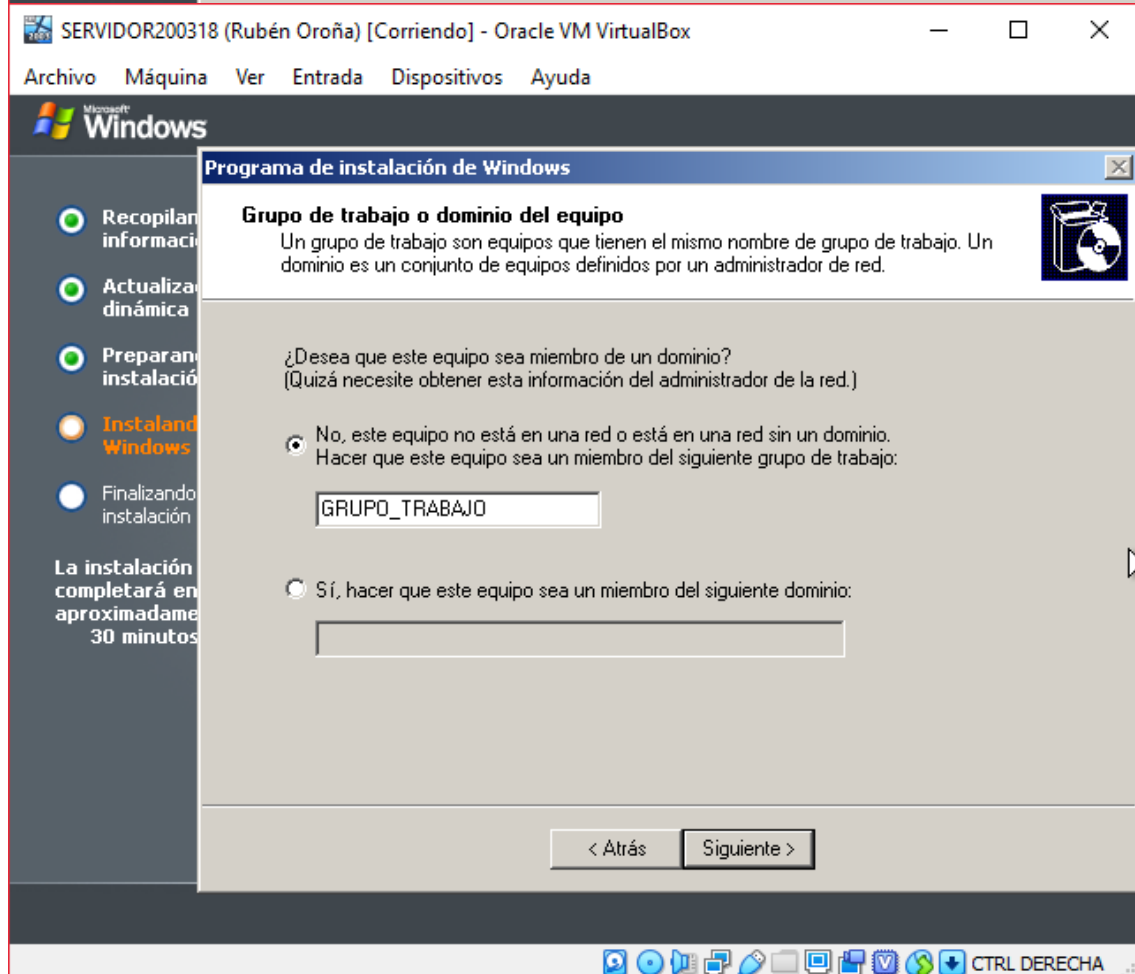 SERVIDOR200318 (Rubén Oroña) [Corriendo] - Oracle VM VirtualBox
Archivo Máquina Ver Entrada Dispositivos Ayuda
Microsoft
Windows
Programa de instalación de Windows
Grupo de trabajo o dominio del equipo
Un grupo de trabajo son equipos que tienen el mismo nombre de grupo de trabajo. Un
dominio es un conjunto de equipos definidos por un administrador de red.
Recopilan
informaci
Actualiza
dinámica
Preparan
instalació
Instaland
Windows
Finalizando
instalación
La instalación
completará en
aproximadame
30 minutos
¿Desea que este equipo sea miembro de un dominio?
(Quizá necesite obtener esta información del administrador de la red.)
No, este equipo no está en una red o está en una red sin un dominio.
Hacer que este equipo sea un miembro del siguiente grupo de trabajo:
GRUPO_TRABAJO
Sí, hacer que este equipo sea un miembro del siguiente dominio:
< Atrás
Siguiente >
CTRL DERECHA